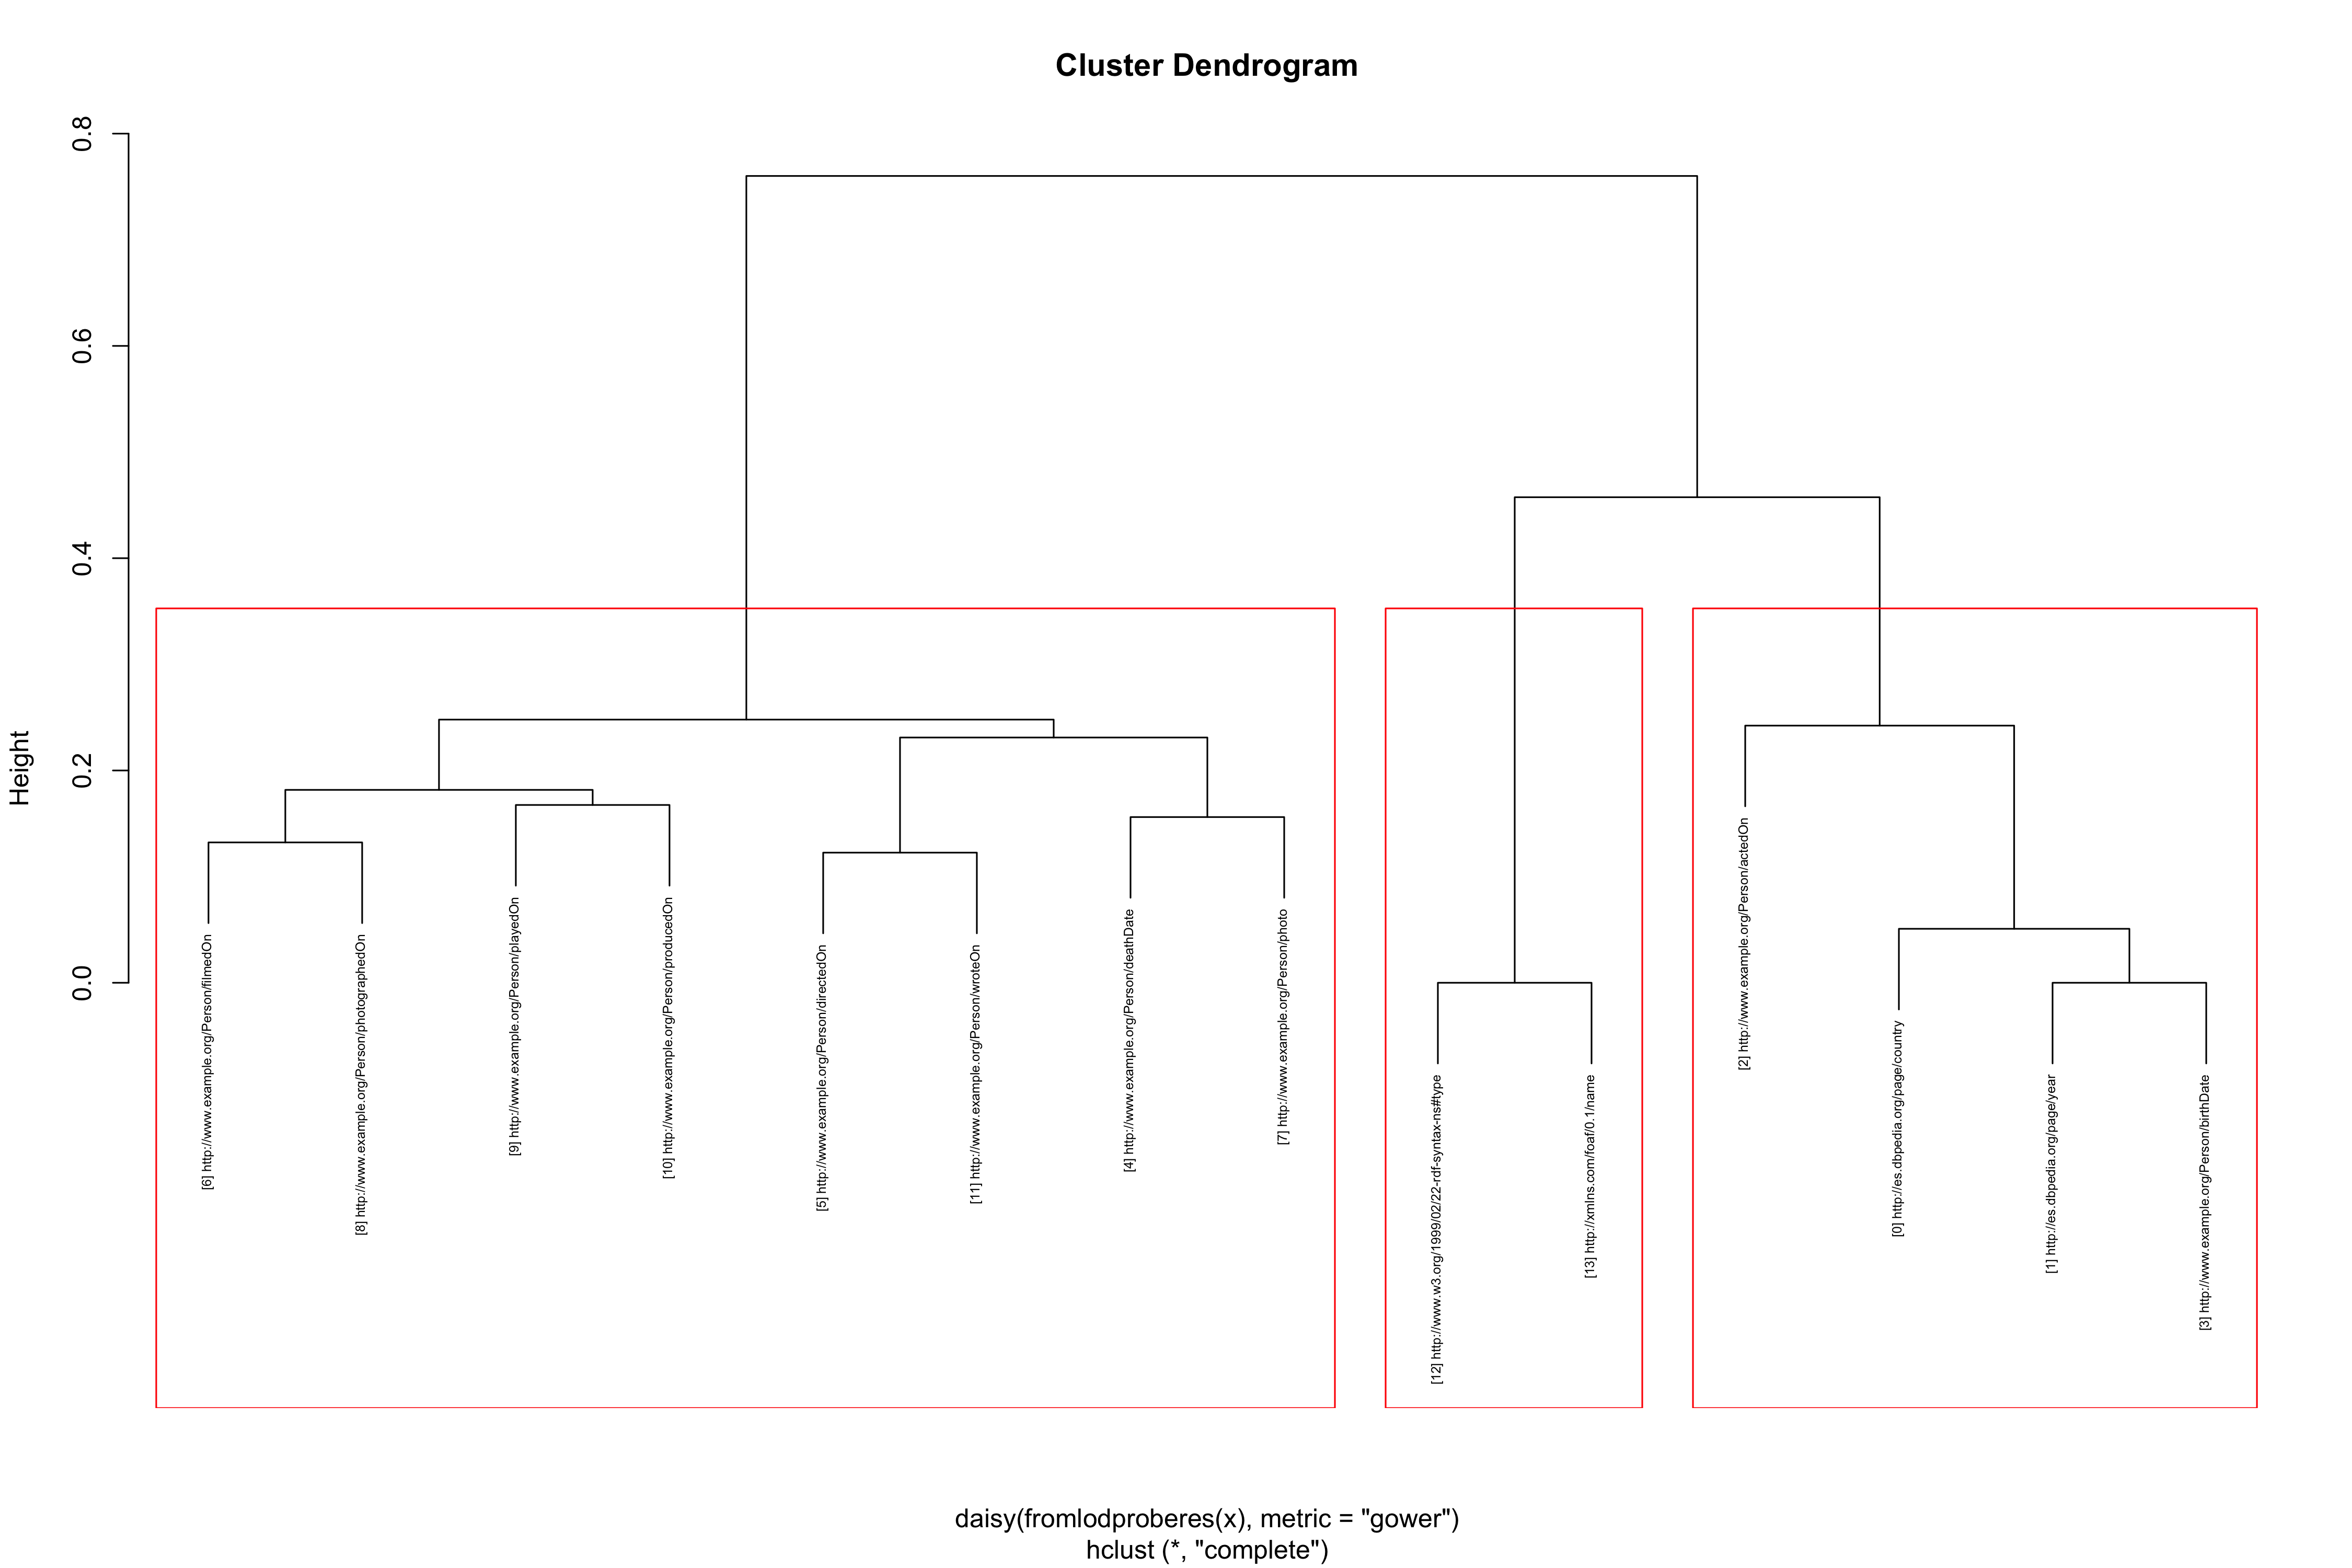 Cluster Dendrogram
Height
0.8
0.6
0.4
0.2
0.0
[6] http://www.example.org/Person/filmedOn
[8] http://www.example.org/Person/photographedOn
[9] http://www.example.org/Person/playedOn
[10] http://www.example.org/Person/producedOn
[5] http://www.example.org/Person/directedOn
[11] http://www.example.org/Person/wroteOn
[4] http://www.example.org/Person/deathDate
[7] http://www.example.org/Person/photo
[12] http://www.w3.org/1999/02/22-rdf-syntax-ns#type
[13] http://xmlns.com/foaf/0.1/name
[2] http://www.example.org/Person/actedOn
[0] http://es.dbpedia.org/page/country
[1] http://es.dbpedia.org/page/year
[3] http://www.example.org/Person/birthDate
daisy(fromlodproberes(x), metric = "gower")
hclust (*, "complete")